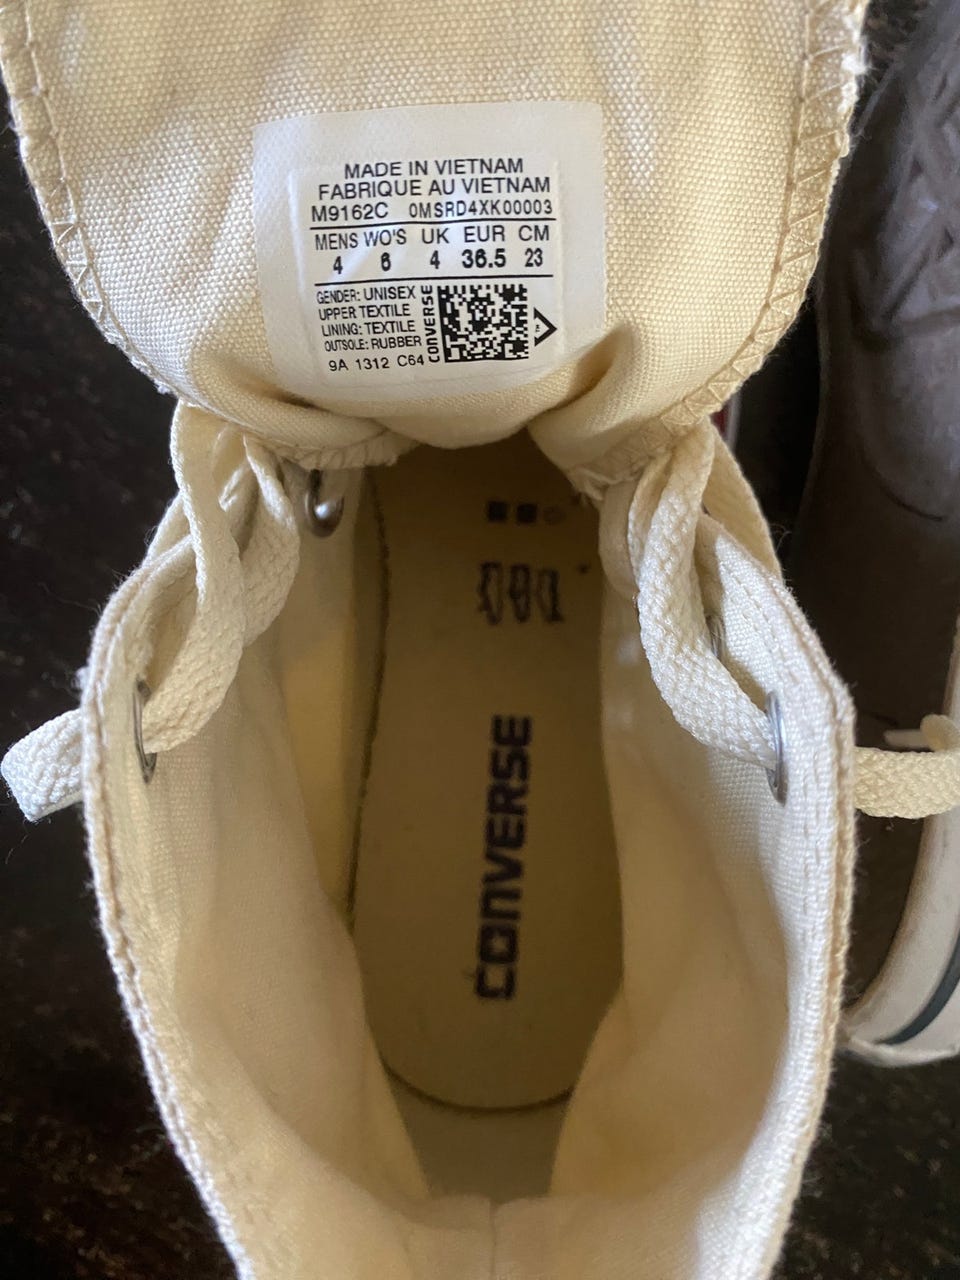 MADE IN VIETNAM
FABRIQUE AU VIETNAM
M9162C 0MSRD4XK00003
MENS WO'S UK EUR CM
4 6 4 36.5 23
GENDER: UNISEX
UPPER TEXTILE
LINING: TEXTILE
OUTSOLE: RUBBER
9A 1312 C64
CONVERSE
CONVERSE